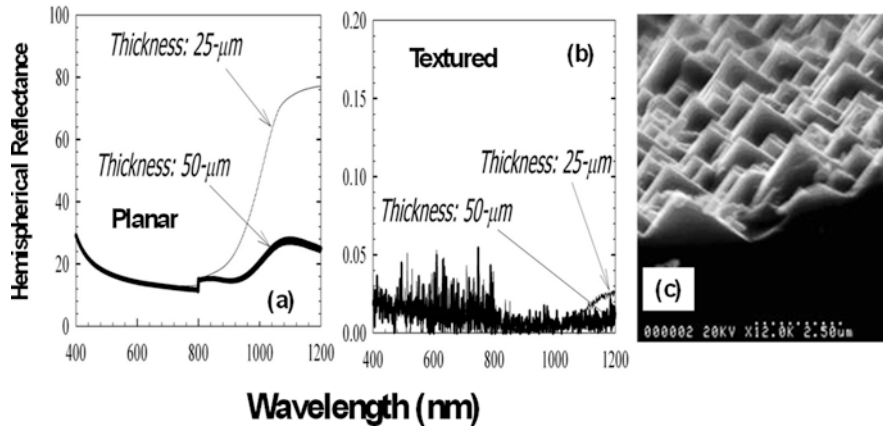 Hemispherical Reflectance
100
80
60
40
20
0
400
600
800
1000
1200
Thickness: 25-μm
Thickness: 50-μm
Planar
(a)
0.20
0.15
0.10
0.05
0.00
400
600
800
1000
1200
Textured
(b)
Thickness: 25-μm
Thickness: 50-μm
Wavelength (nm)
(c)
000002 20KV X12.0K 2.50um